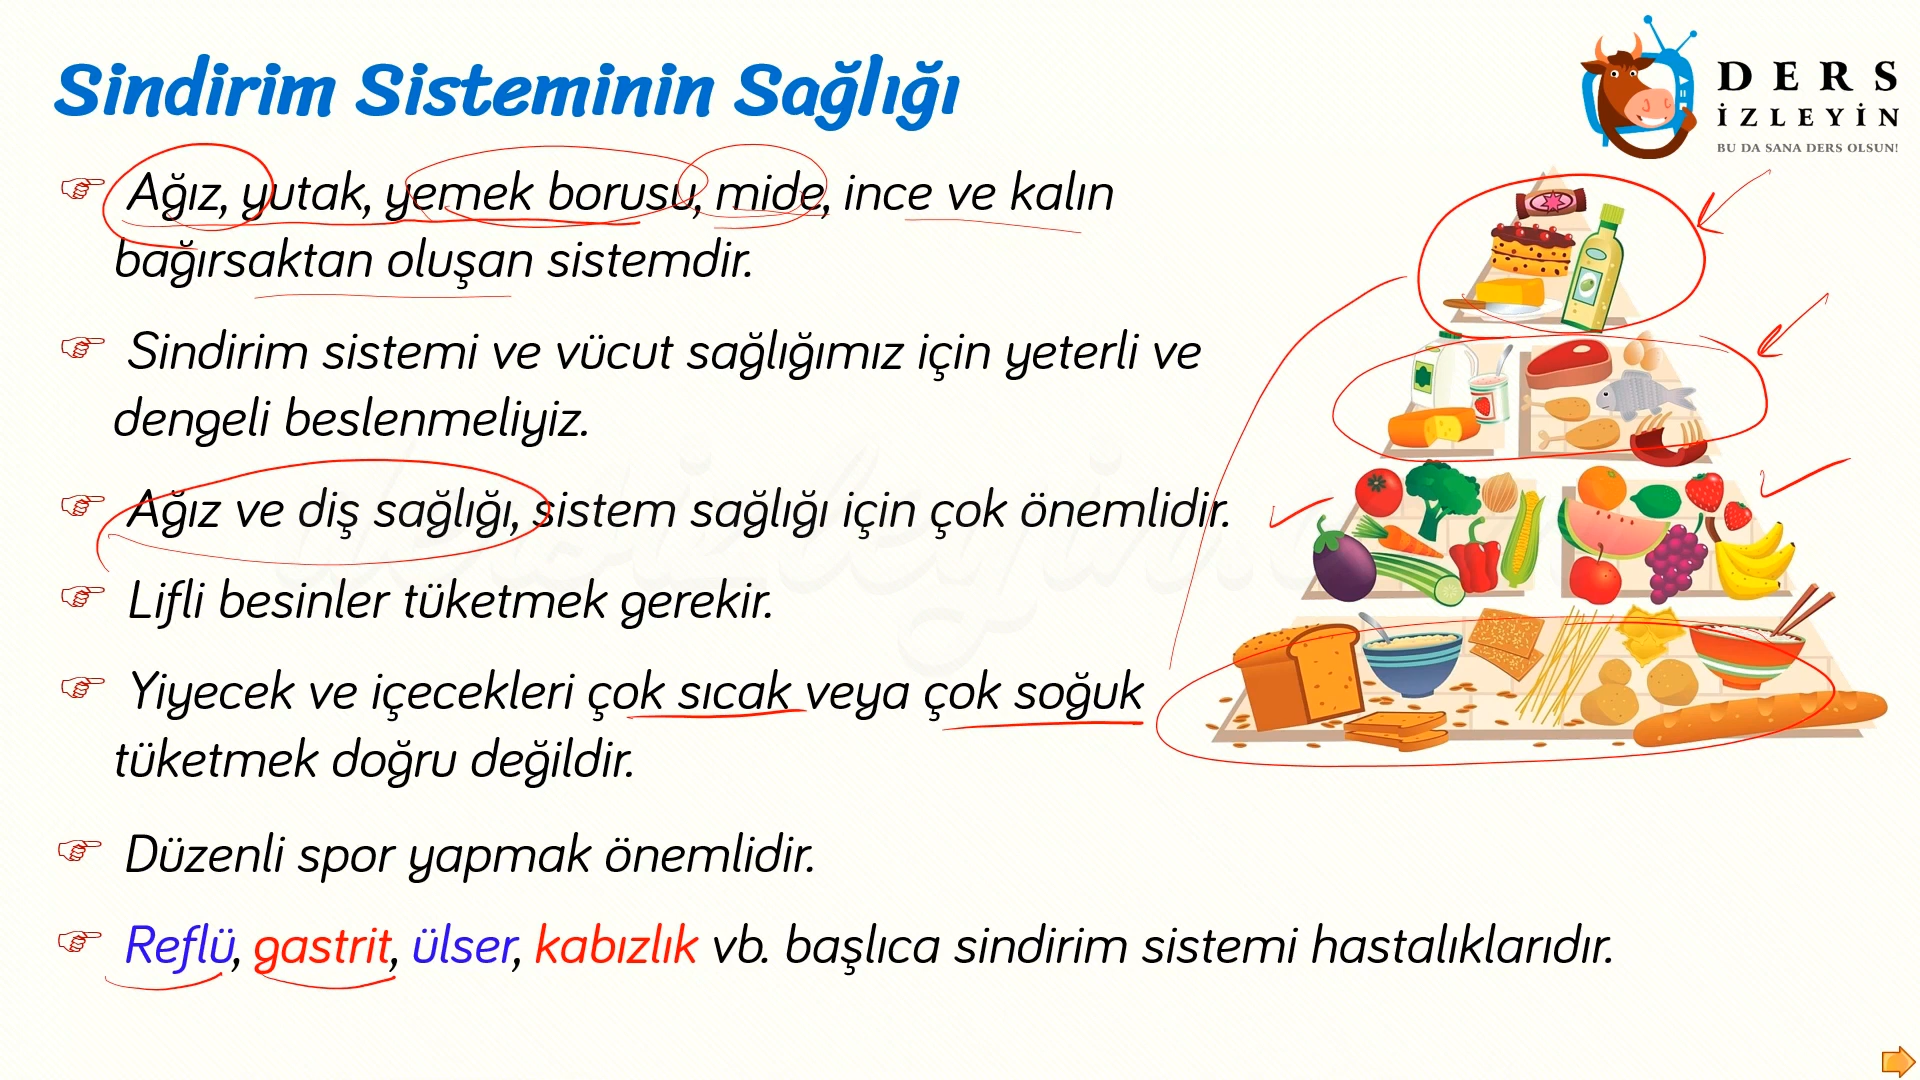 Sindirim Sisteminin Sağlığı
DERS
İZLEYİN
BU DA SANA DERS OLSUN!
Ağız, yutak, yemek borusu, mide, ince ve kalın
bağırsaktan oluşan sistemdir.
Sindirim sistemi ve vücut sağlığımız için yeterli ve
dengeli beslenmeliyiz.
Ağız ve diş sağlığı, sistem sağlığı için çok önemlidir.
Lifli besinler tüketmek gerekir.
Yiyecek ve içecekleri çok sıcak veya çok soğuk
tüketmek doğru değildir.
Düzenli spor yapmak önemlidir.
Reflü, gastrit, ülser, kabızlık vb. başlıca sindirim sistemi hastalıklarıdır.